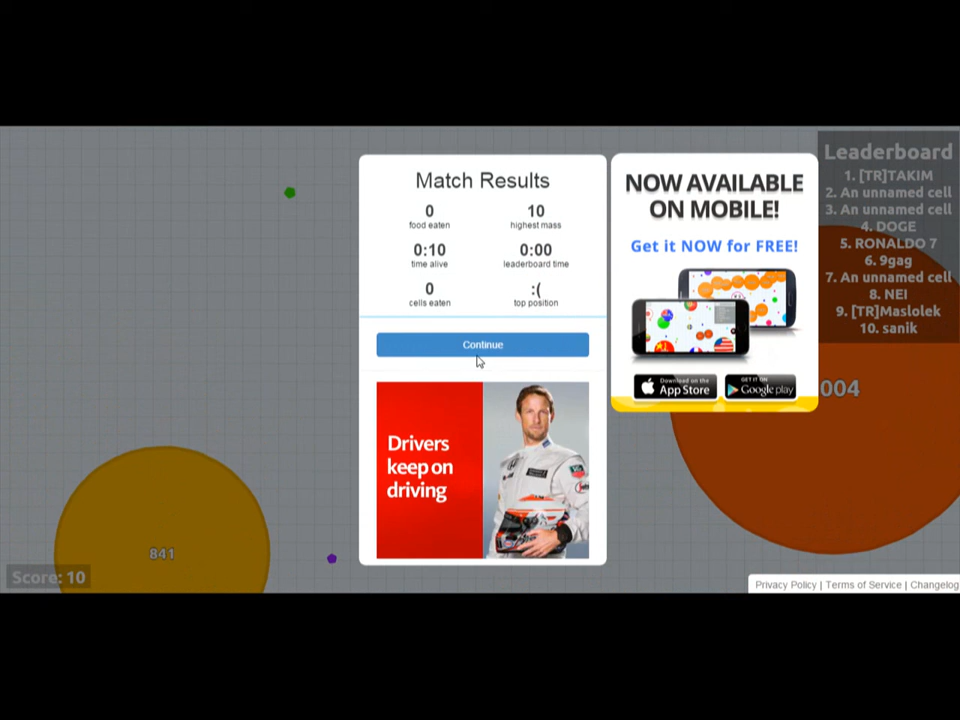 Match Results
0
food eaten
10
highest mass
0:10
time alive
0:00
leaderboard time
0
cells eaten
:(
top position
Continue
Drivers
keep on
driving
NOW AVAILABLE
ON MOBILE!
Get it NOW for FREE!
Download on the
App Store
GET IT ON
Google play
Leaderboard
1. [TR]TAKIM
2. An unnamed cell
3. An unnamed cell
4. DOGE
5. RONALDO 7
6. 9gag
7. An unnamed cell
8. NEI
9. [TR]Maslolek
10. sanik
004
841
Score: 10
Privacy Policy | Terms of Service | Changelog